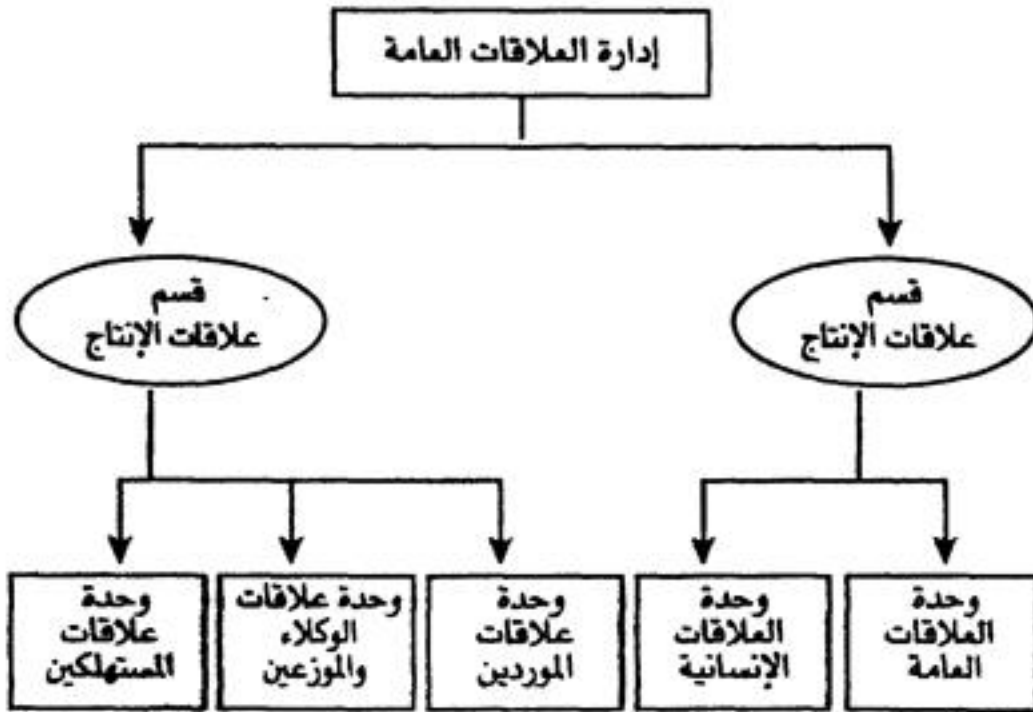 إدارة العلاقات العامة
قسم
علاقات الإنتاج
قسم
علاقات الإنتاج
وحدة
العلاقات
العامة
وحدة
العلاقات
الإنسانية
وحدة
علاقات
الموردين
وحدة علاقات
الوكلاء
والموزعين
وحدة
علاقات
المستهلكين